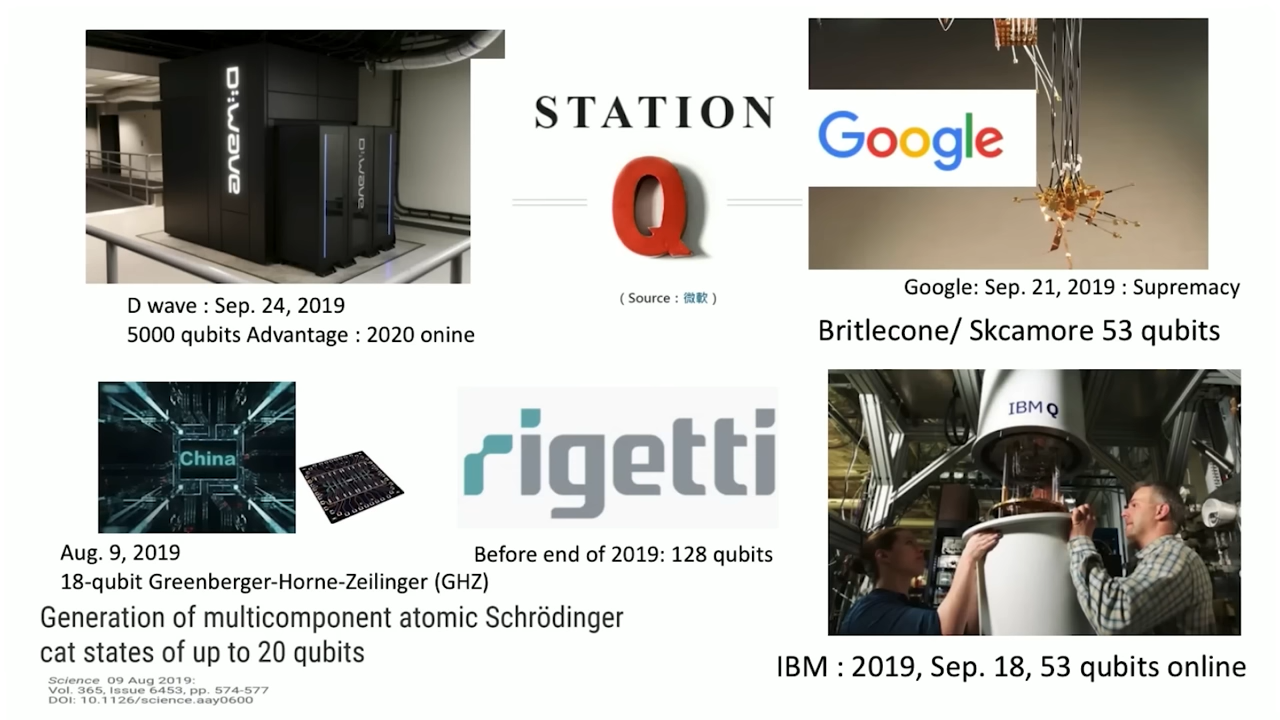 D:wave
D:wave
D wave : Sep. 24, 2019
5000 qubits Advantage : 2020 onine
STATION
Q
( Source : 微軟 )
Google
Google: Sep. 21, 2019 : Supremacy
Britlecone/ Skcamore 53 qubits
China
Aug. 9, 2019
18-qubit Greenberger-Horne-Zeilinger (GHZ)
Generation of multicomponent atomic Schrödinger
cat states of up to 20 qubits
Science 09 Aug 2019:
Vol. 365, Issue 6453, pp. 574-577
DOI: 10.1126/science.aay0600
rigetti
Before end of 2019: 128 qubits
IBM Q
IBM : 2019, Sep. 18, 53 qubits online